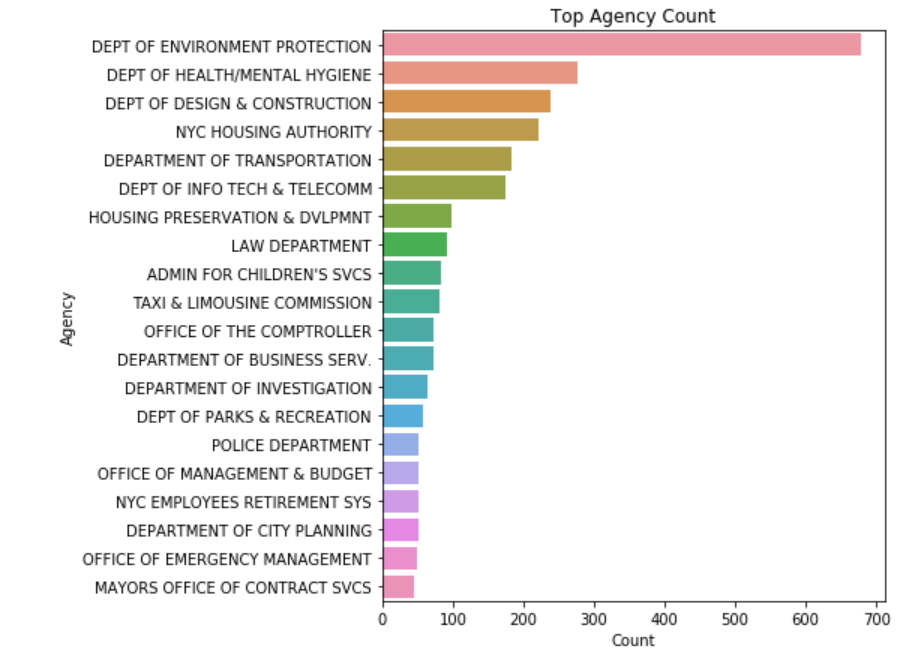 Top Agency Count
DEPT OF ENVIRONMENT PROTECTION
DEPT OF HEALTH/MENTAL HYGIENE
DEPT OF DESIGN & CONSTRUCTION
NYC HOUSING AUTHORITY
DEPARTMENT OF TRANSPORTATION
DEPT OF INFO TECH & TELECOMM
HOUSING PRESERVATION & DVLPMNT
LAW DEPARTMENT
ADMIN FOR CHILDREN'S SVCS
TAXI & LIMOUSINE COMMISSION
OFFICE OF THE COMPTROLLER
DEPARTMENT OF BUSINESS SERV.
DEPARTMENT OF INVESTIGATION
DEPT OF PARKS & RECREATION
POLICE DEPARTMENT
OFFICE OF MANAGEMENT & BUDGET
NYC EMPLOYEES RETIREMENT SYS
DEPARTMENT OF CITY PLANNING
OFFICE OF EMERGENCY MANAGEMENT
MAYORS OFFICE OF CONTRACT SVCS
Agency
0 100 200 300 400 500 600 700
Count